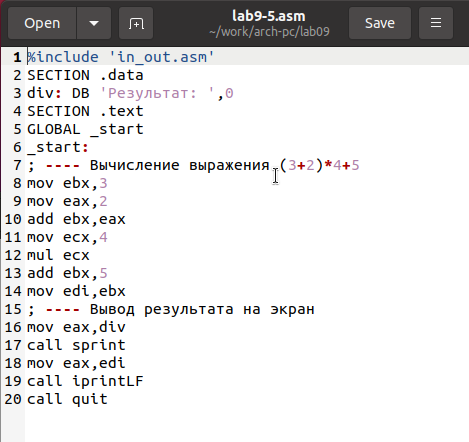 Open
lab9-5.asm
~/work/arch-pc/lab09
Save
1 %include 'in_out.asm'
2 SECTION .data
3 div: DB 'Результат: ',0
4 SECTION .text
5 GLOBAL _start
6 _start:
7 ; ---- Вычисление выражения (3+2)*4+5
8 mov ebx,3
9 mov eax,2
10 add ebx,eax
11 mov ecx,4
12 mul ecx
13 add ebx,5
14 mov edi,ebx
15 ; ---- Вывод результата на экран
16 mov eax,div
17 call sprint
18 mov eax,edi
19 call iprintLF
20 call quit